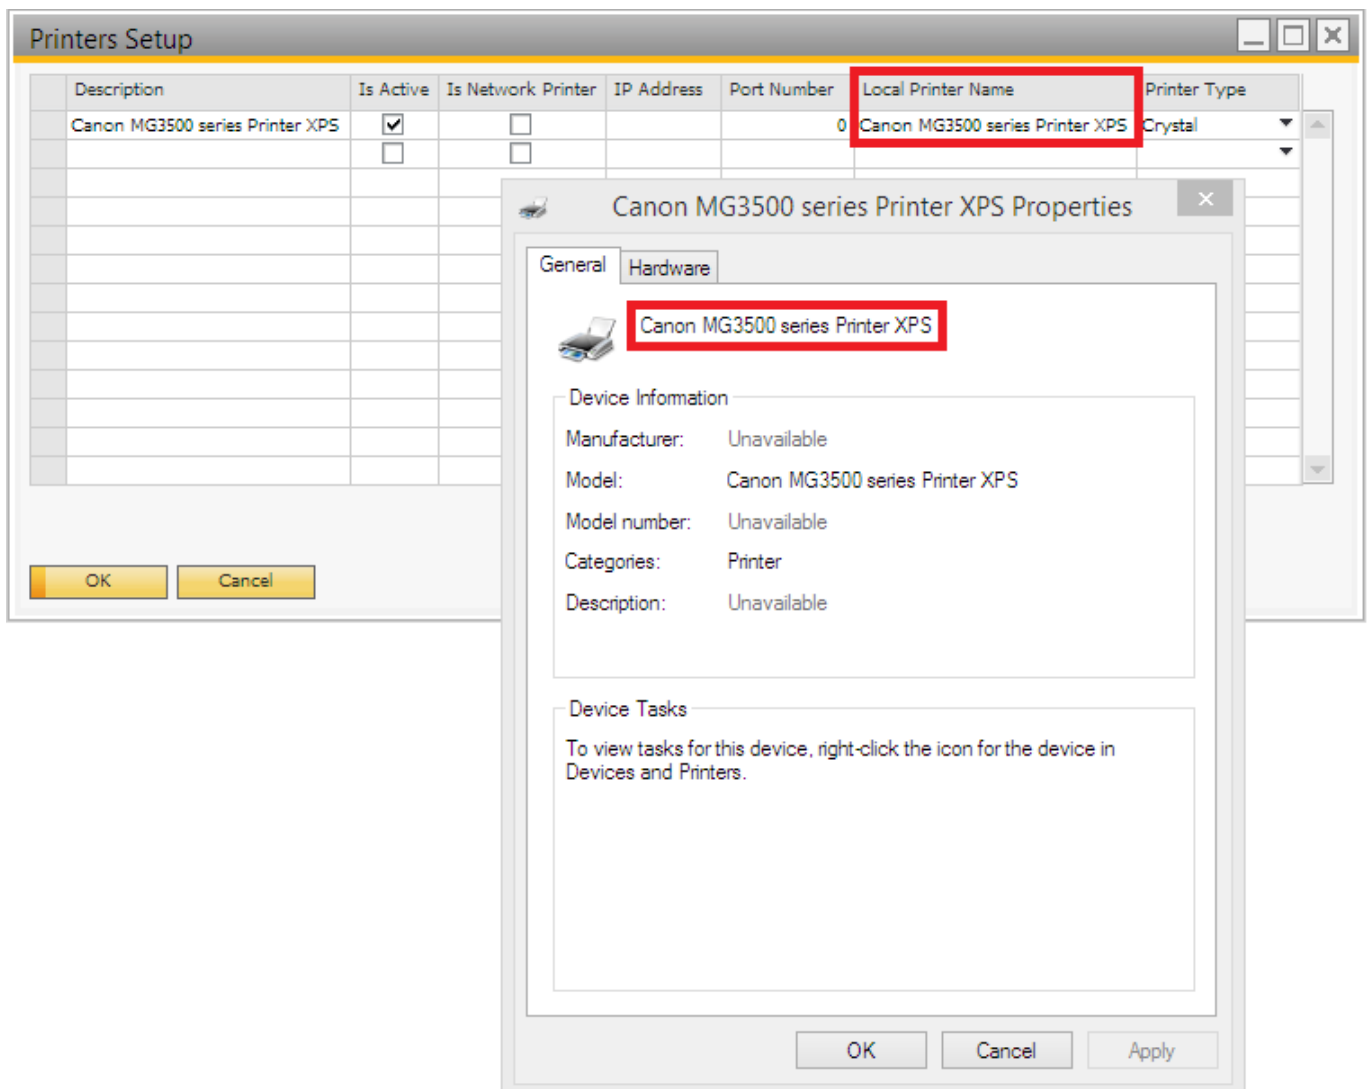 Printers Setup
Description Is Active Is Network Printer IP Address Port Number Local Printer Name Printer Type
Canon MG3500 series Printer XPS 0 Canon MG3500 series Printer XPS Crystal
Canon MG3500 series Printer XPS Properties
General Hardware
Canon MG3500 series Printer XPS
Device Information
Manufacturer: Unavailable
Model: Canon MG3500 series Printer XPS
Model number: Unavailable
Categories: Printer
Description: Unavailable
OK Cancel
Device Tasks
To view tasks for this device, right-click the icon for the device in
Devices and Printers.
OK Cancel Apply